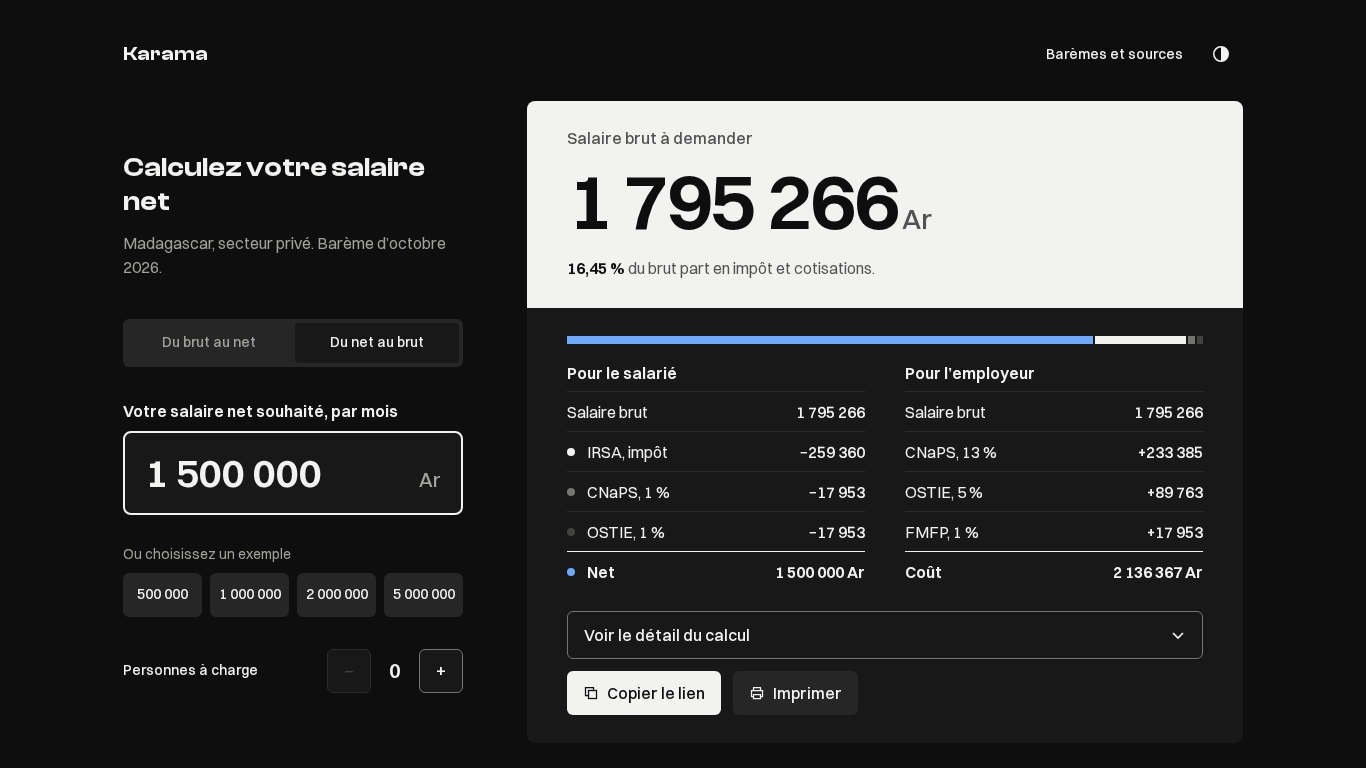 Karama
Barèmes et sources
Calculez votre salaire
net
Madagascar, secteur privé. Barème d’octobre
2026.
Du brut au net
Du net au brut
Votre salaire net souhaité, par mois
1 500 000 Ar
Ou choisissez un exemple
500 000
1 000 000
2 000 000
5 000 000
Personnes à charge
−
0
+
Salaire brut à demander
1 795 266 Ar
16,45 % du brut part en impôt et cotisations.
Pour le salarié
Salaire brut 1 795 266
IRSA, impôt −259 360
CNaPS, 1 % −17 953
OSTIE, 1 % −17 953
Net 1 500 000 Ar
Pour l’employeur
Salaire brut 1 795 266
CNaPS, 13 % +233 385
OSTIE, 5 % +89 763
FMFP, 1 % +17 953
Coût 2 136 367 Ar
Voir le détail du calcul
Copier le lien
Imprimer